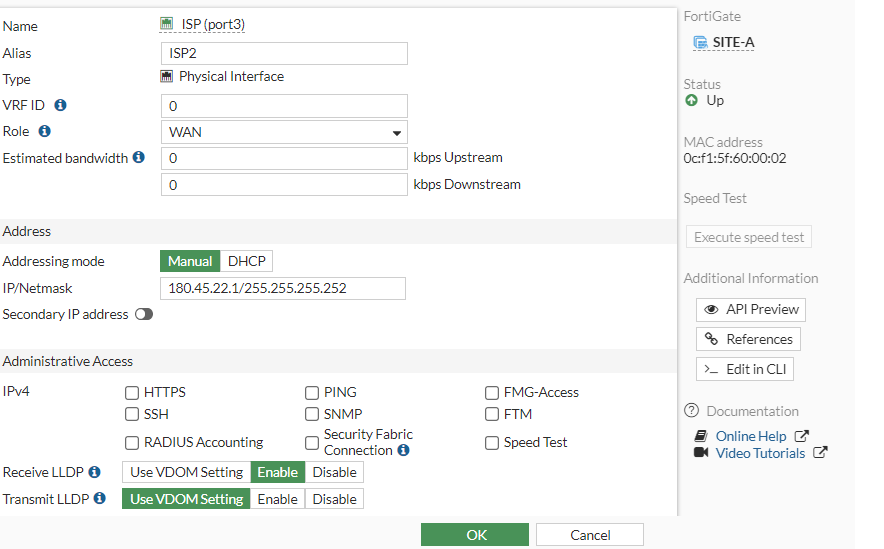 Name ISP (port3)
Alias ISP2
Type Physical Interface
VRF ID 0
Role WAN
Estimated bandwidth 0 kbps Upstream
0 kbps Downstream
Address
Addressing mode Manual DHCP
IP/Netmask 180.45.22.1/255.255.255.252
Secondary IP address
Administrative Access
IPv4 HTTPS PING FMG-Access
SSH SNMP FTM
RADIUS Accounting Security Fabric Connection Speed Test
Receive LLDP Use VDOM Setting Enable Disable
Transmit LLDP Use VDOM Setting Enable Disable
OK Cancel
FortiGate
SITE-A
Status
Up
MAC address
0c:f1:5f:60:00:02
Speed Test
Execute speed test
Additional Information
API Preview
References
>_ Edit in CLI
Documentation
Online Help
Video Tutorials